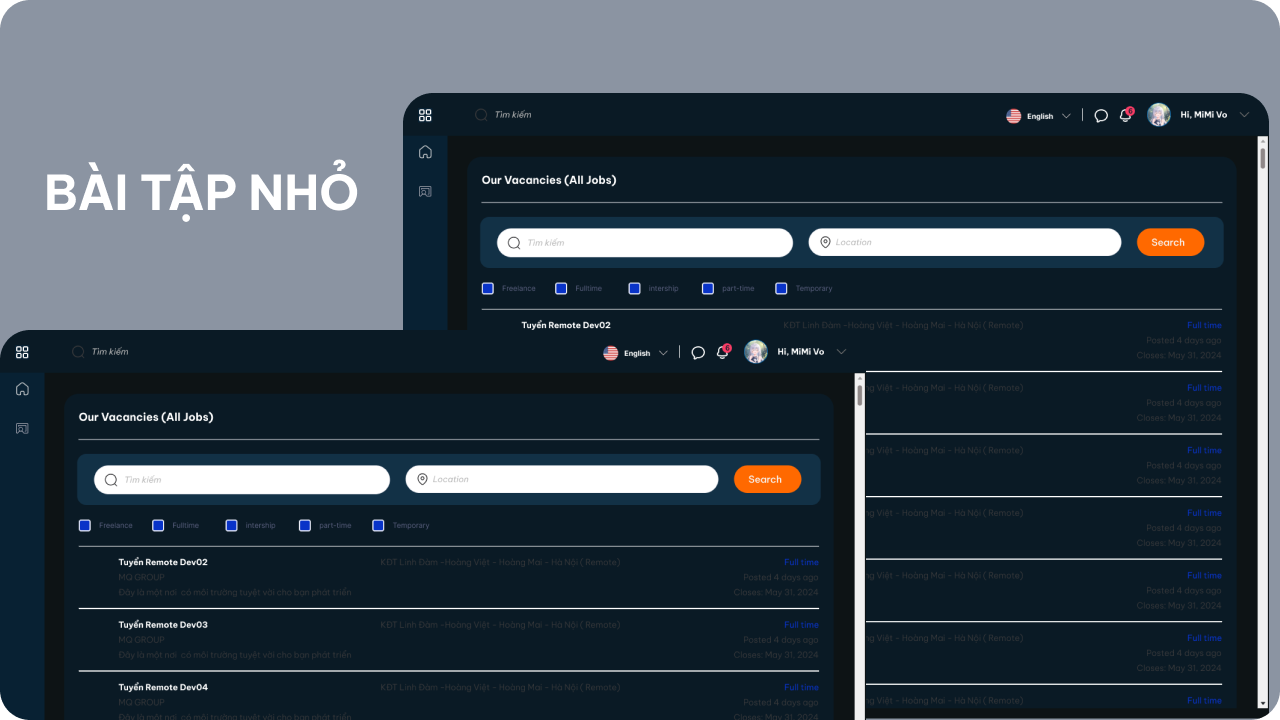 BÀI TẬP NHỎ
Tìm kiếm
English
6
Hi, MiMi Vo
Our Vacancies (All Jobs)
Tìm kiếm
Location
Search
Freelance
Fulltime
intership
part-time
Temporary
Tuyển Remote Dev02
KĐT Linh Đàm -Hoàng Việt - Hoàng Mai - Hà Nội ( Remote)
Full time
Posted 4 days ago
Closes: May 31, 2024
ng Việt - Hoàng Mai - Hà Nội ( Remote)
Full time
Posted 4 days ago
Closes: May 31, 2024
ng Việt - Hoàng Mai - Hà Nội ( Remote)
Full time
Posted 4 days ago
Closes: May 31, 2024
ng Việt - Hoàng Mai - Hà Nội ( Remote)
Full time
Posted 4 days ago
Closes: May 31, 2024
ng Việt - Hoàng Mai - Hà Nội ( Remote)
Full time
Posted 4 days ago
Closes: May 31, 2024
ng Việt - Hoàng Mai - Hà Nội ( Remote)
Full time
Posted 4 days ago
Closes: May 31, 2024
ng Việt - Hoàng Mai - Hà Nội ( Remote)
Full time
Tìm kiếm
English
6
Hi, MiMi Vo
Our Vacancies (All Jobs)
Tìm kiếm
Location
Search
Freelance
Fulltime
intership
part-time
Temporary
Tuyển Remote Dev02
KĐT Linh Đàm -Hoàng Việt - Hoàng Mai - Hà Nội ( Remote)
Full time
MQ GROUP
Posted 4 days ago
Đây là một nơi có môi trường tuyệt vời cho bạn phát triển
Closes: May 31, 2024
Tuyển Remote Dev03
KĐT Linh Đàm -Hoàng Việt - Hoàng Mai - Hà Nội ( Remote)
Full time
MQ GROUP
Posted 4 days ago
Đây là một nơi có môi trường tuyệt vời cho bạn phát triển
Closes: May 31, 2024
Tuyển Remote Dev04
KĐT Linh Đàm -Hoàng Việt - Hoàng Mai - Hà Nội ( Remote)
Full time
MQ GROUP
Posted 4 days ago
Đây là một nơi có môi trường tuyệt vời cho bạn phát triển
Closes: May 31, 2024